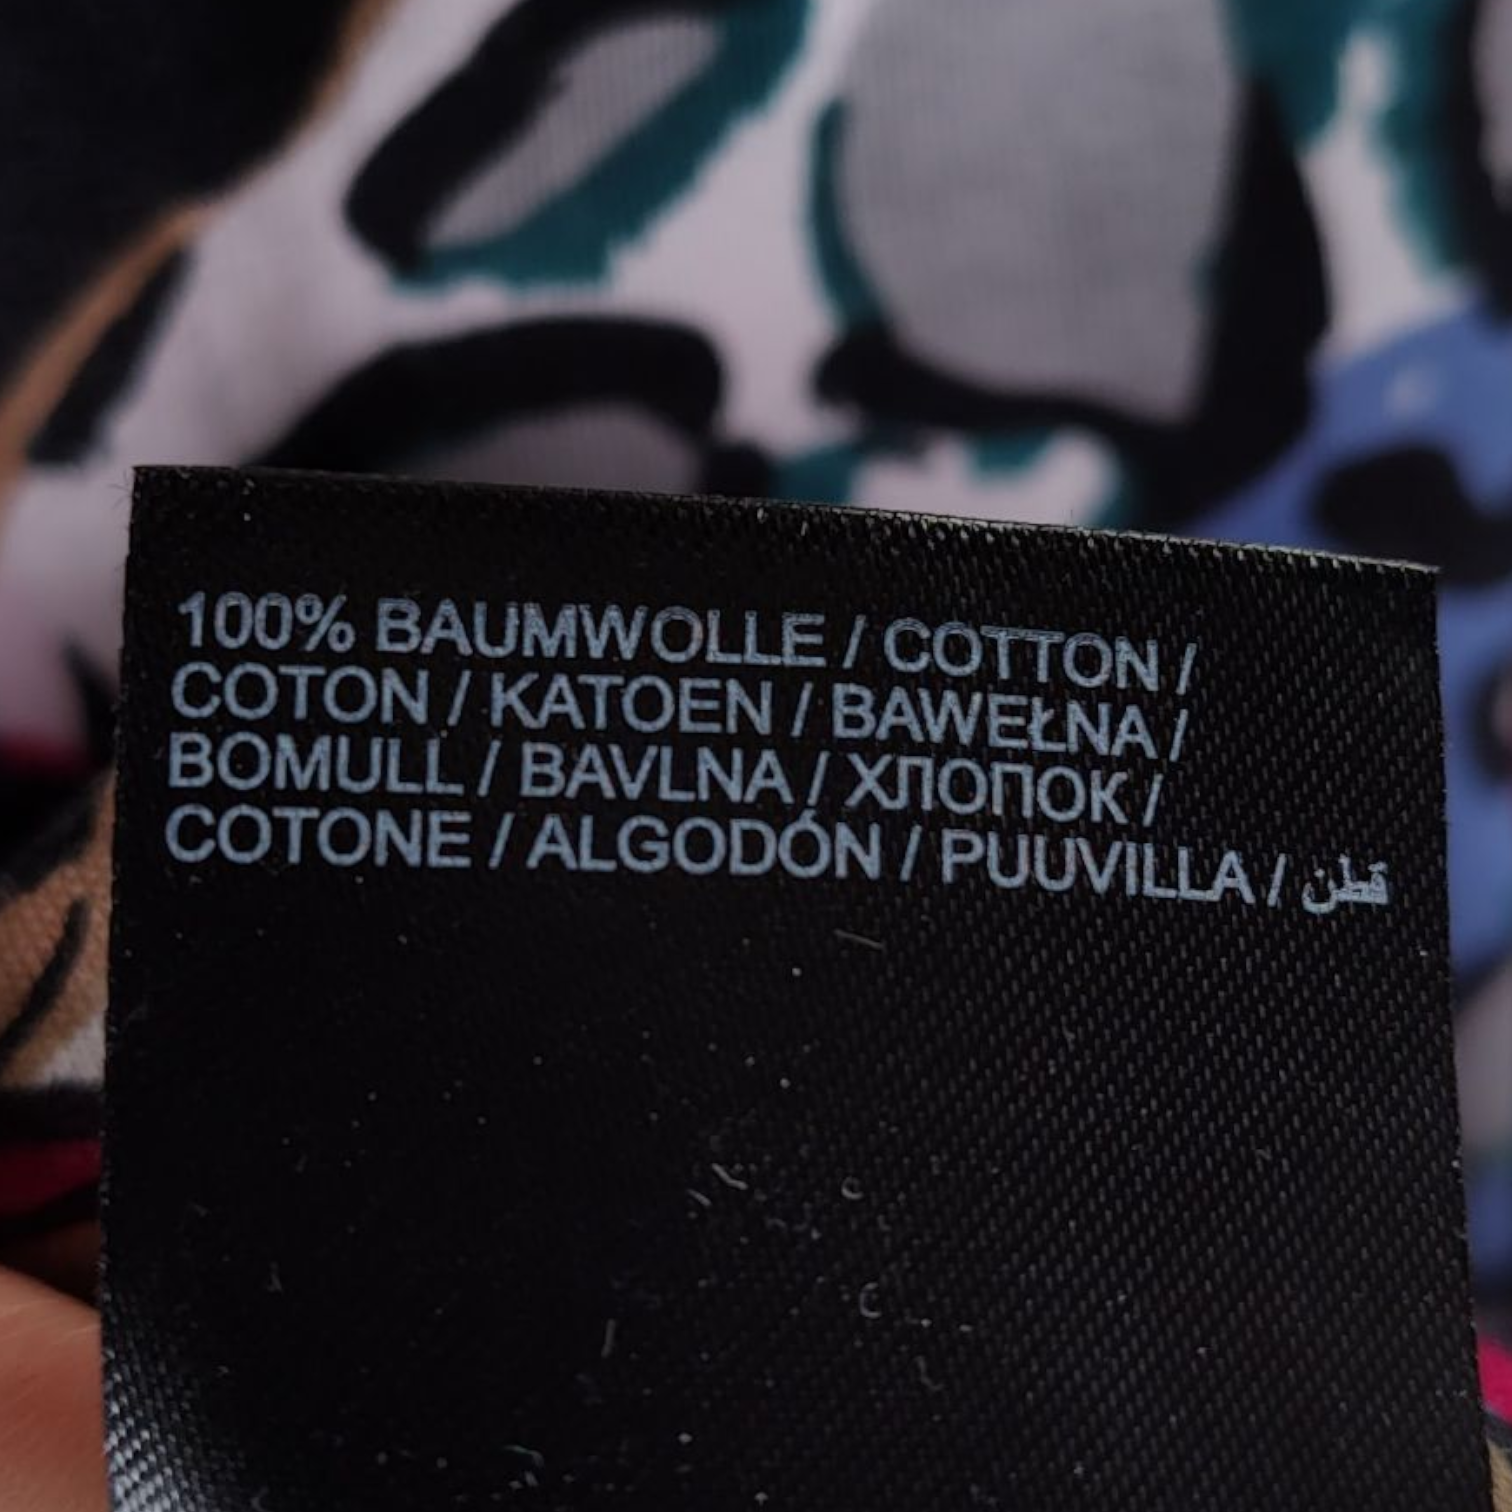 100% BAUMWOLLE / COTTON /
COTON / KATOEN / BAWEŁNA /
BOMULL / BAVLNA / ХЛОПОК /
COTONE / ALGODÓN / PUUVILLA / قطن